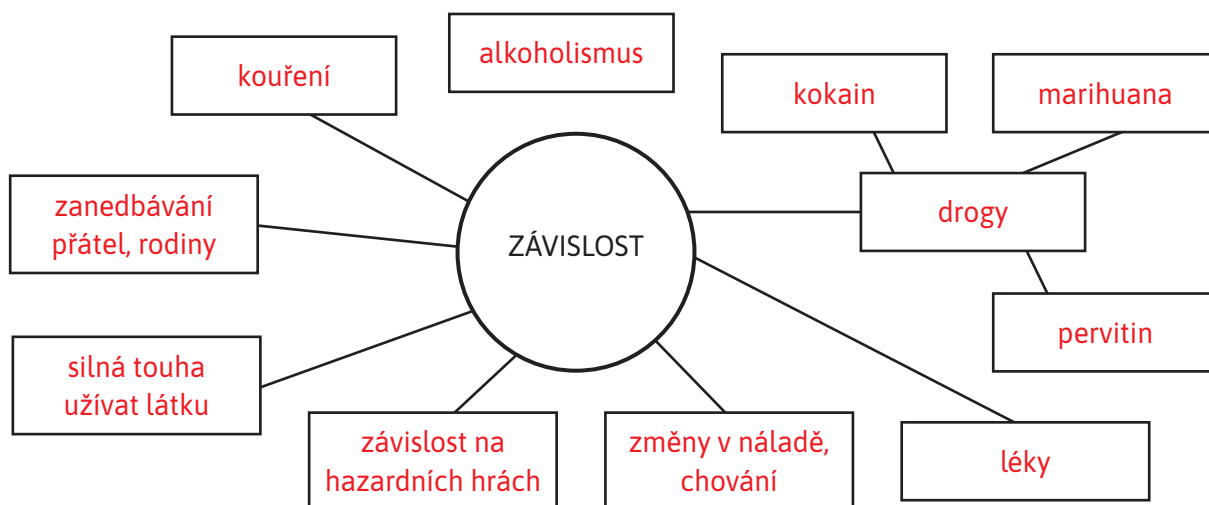 alkoholismus
kouření
kokain
marihuana
zanedbávání
přátel, rodiny
ZÁVISLOST
drogy
pervitin
silná touha
užívat látku
závislost na
hazardních hrách
změny v náladě,
chování
léky